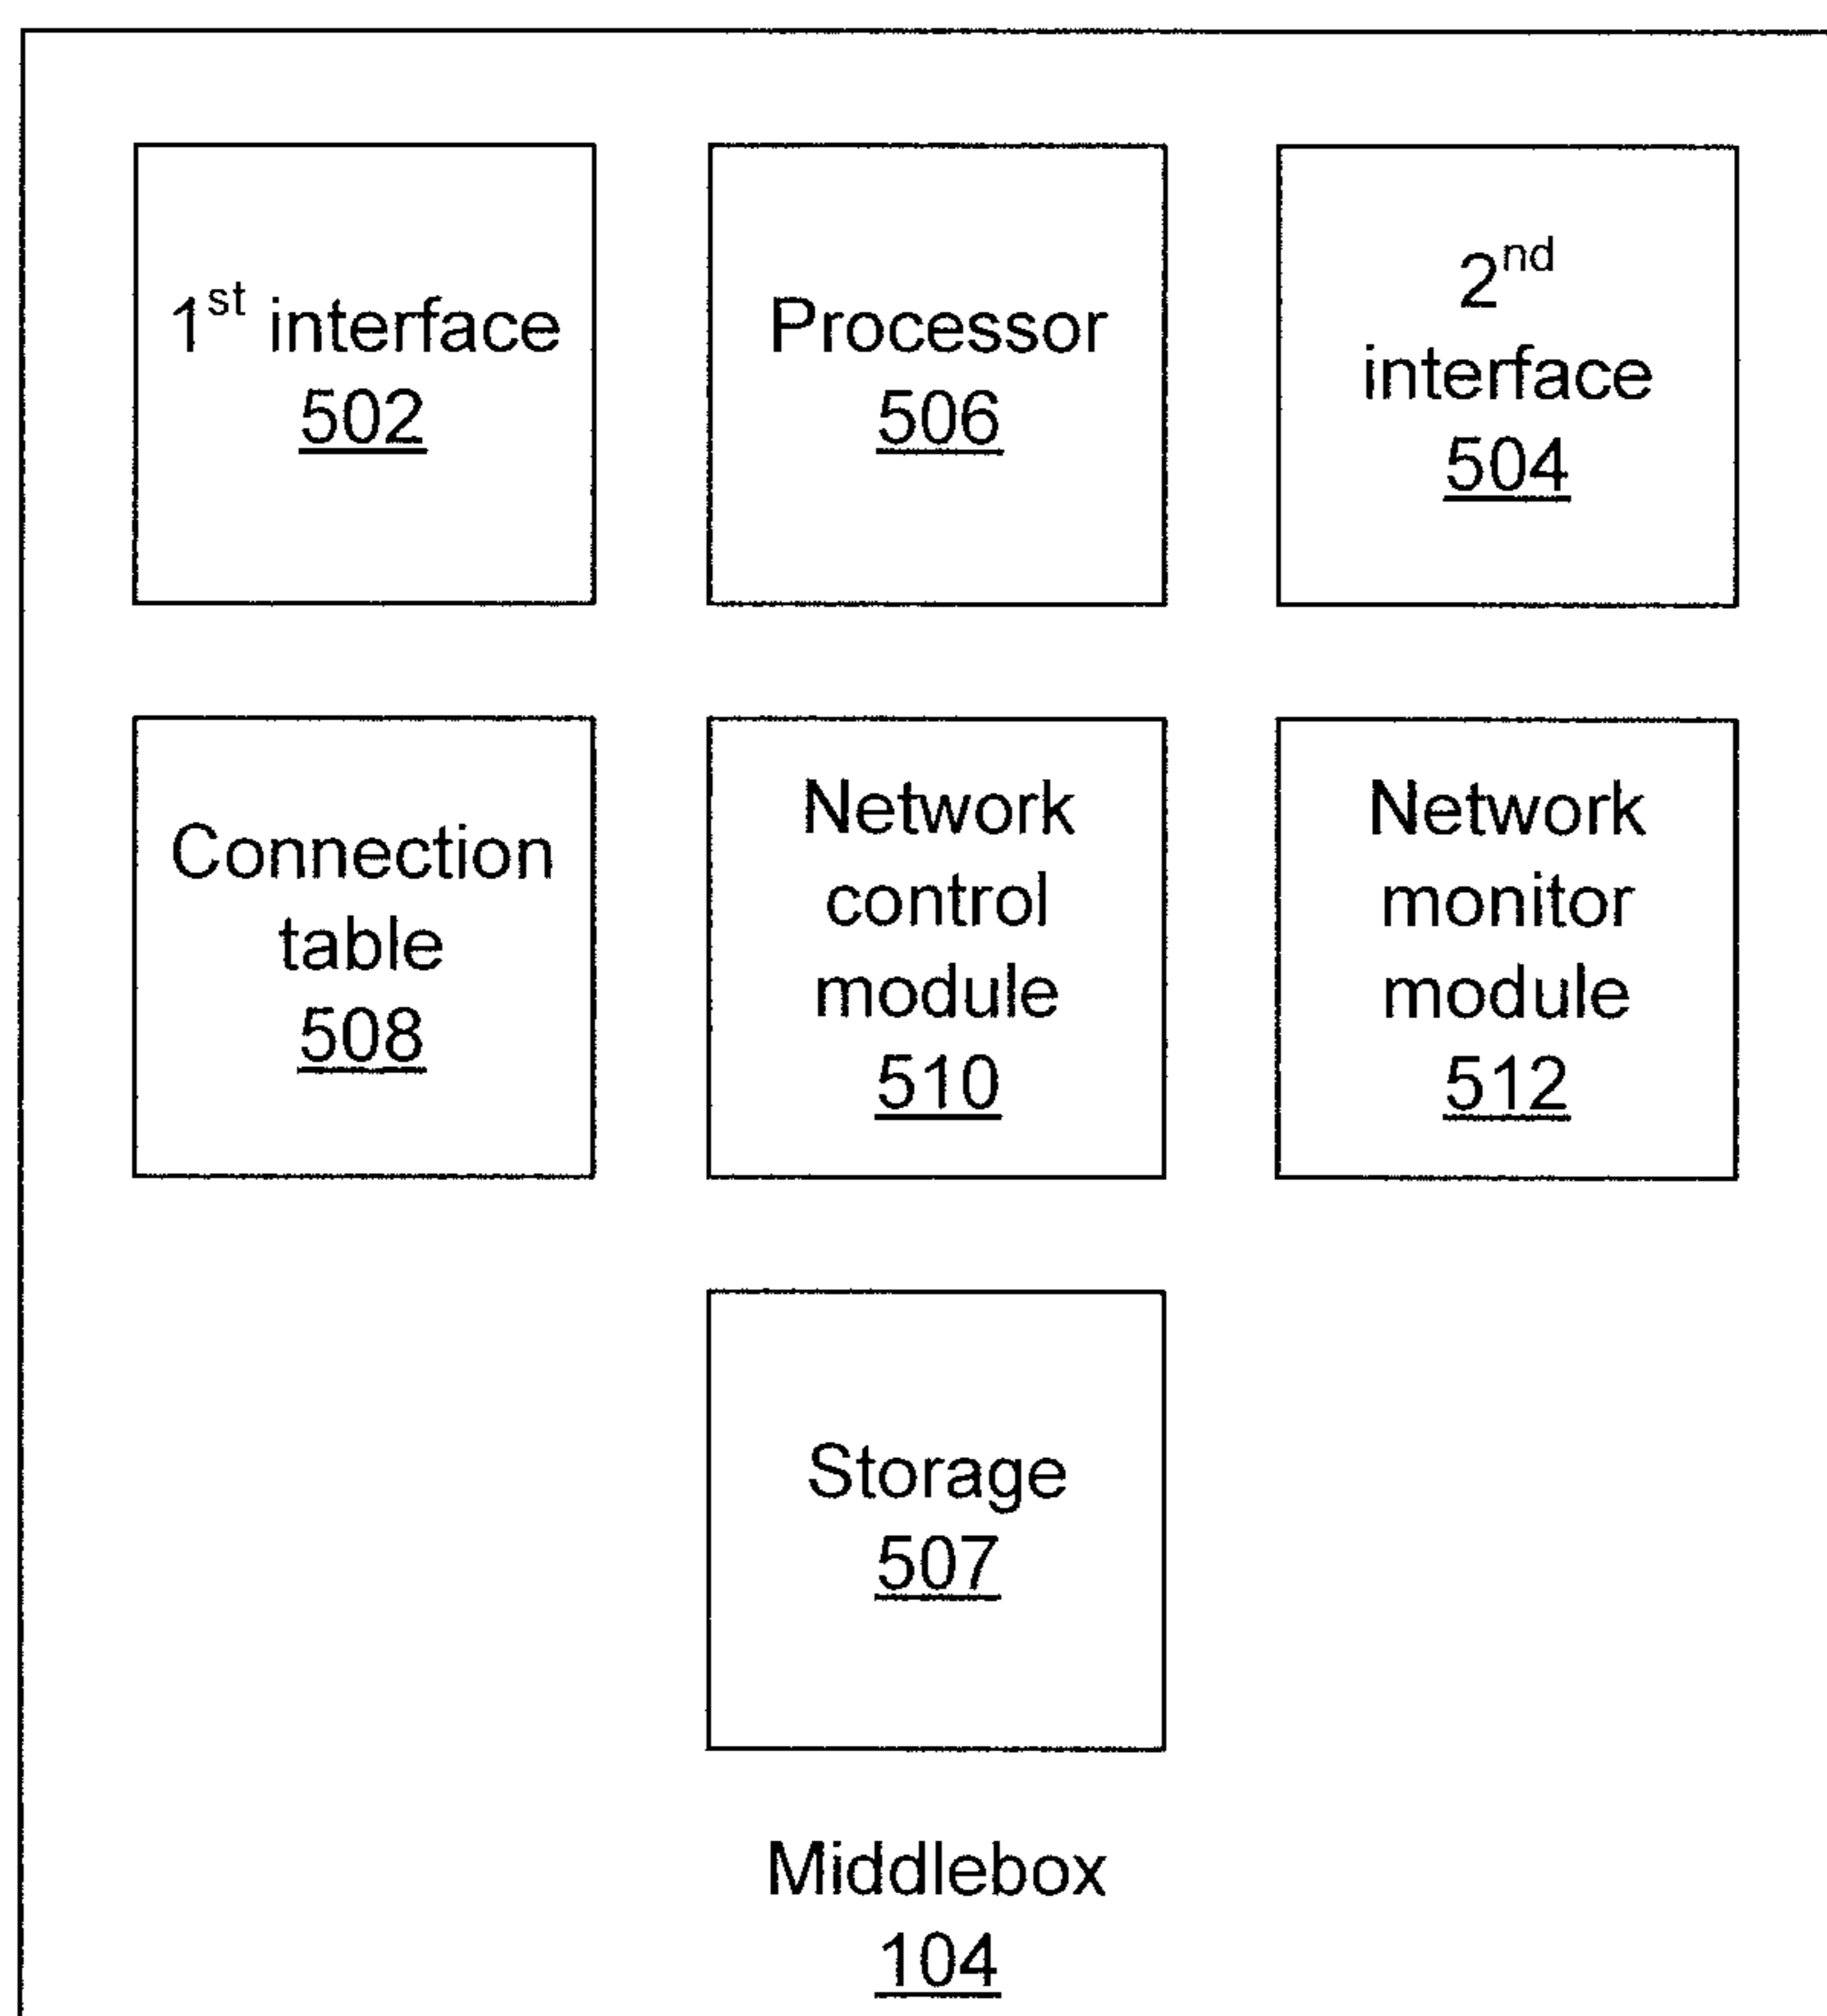 1st interface
502
Processor
506
2nd
interface
504
Connection
table
508
Network
control
module
510
Network
monitor
module
512
Storage
507
Middlebox
104